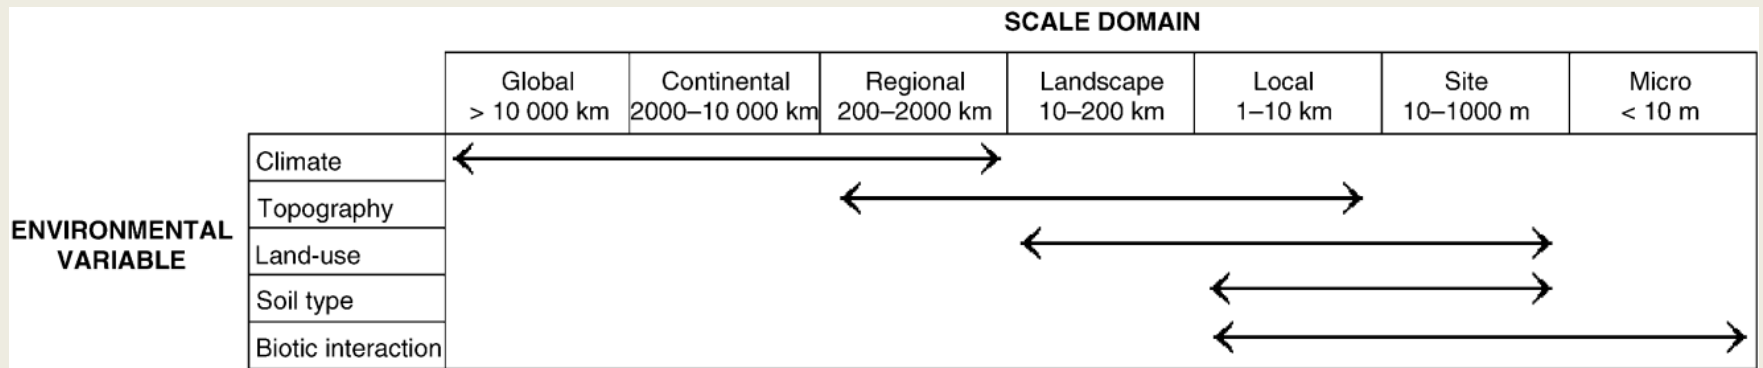 SCALE DOMAIN
Global
> 10 000 km
Continental
2000–10 000 km
Regional
200–2000 km
Landscape
10–200 km
Local
1–10 km
Site
10–1000 m
Micro
< 10 m
ENVIRONMENTAL
VARIABLE
Climate
Topography
Land-use
Soil type
Biotic interaction